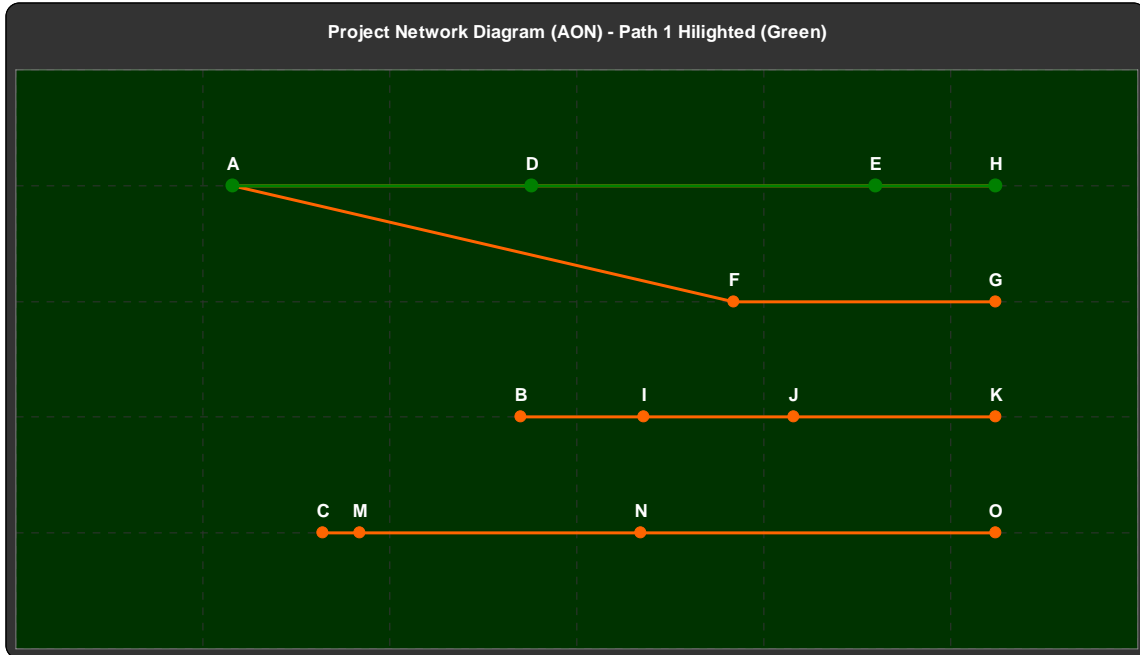 Project Network Diagram (AON) - Path 1 Hilighted (Green)
A D E H
F G
B I J K
C M N O